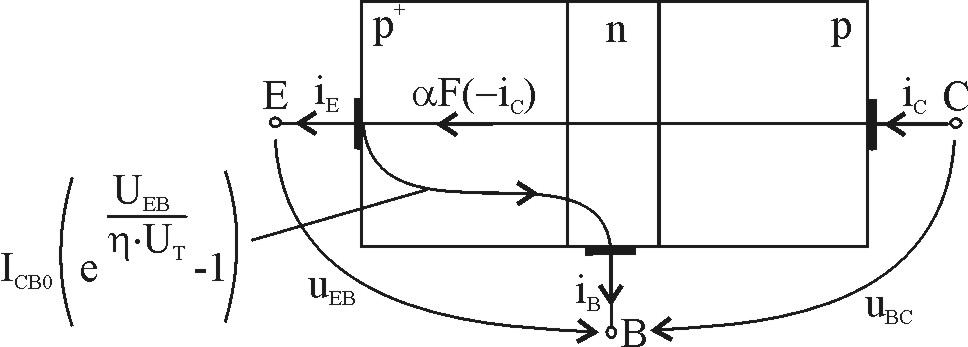 p+ n p
E iE αF(−iC) iC C
ICB0(e^(UEB/η·UT) -1)
uEB iB B uBC